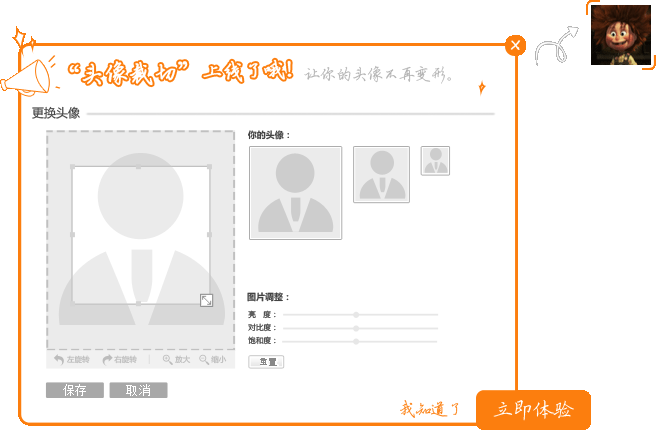 “头像裁切”上线了哦！让你的头像不再变形。
更换头像
你的头像：
图片调整：
亮 度：
对比度：
饱和度：
重置
左旋转 右旋转 放大 缩小
保存 取消
我知道了 立即体验